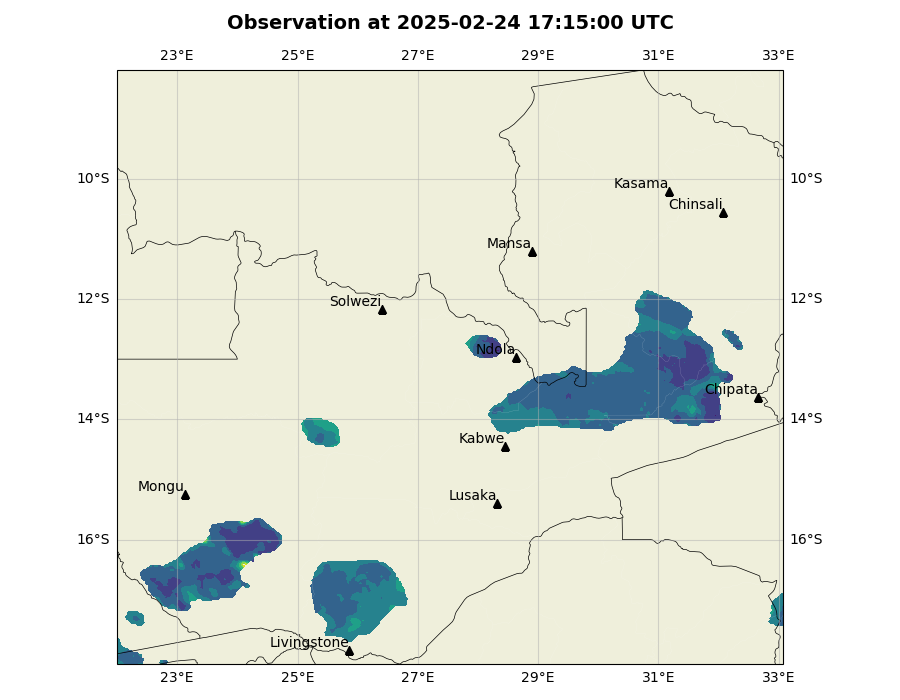 Observation at 2025-02-24 17:15:00 UTC
23°E 25°E 27°E 29°E 31°E 33°E
10°S 10°S
Kasama
Chinsali
Mansa
12°S 12°S
Solwezi
Ndola
Chipata
14°S 14°S
Kabwe
Mongu
Lusaka
16°S 16°S
Livingstone
23°E 25°E 27°E 29°E 31°E 33°E